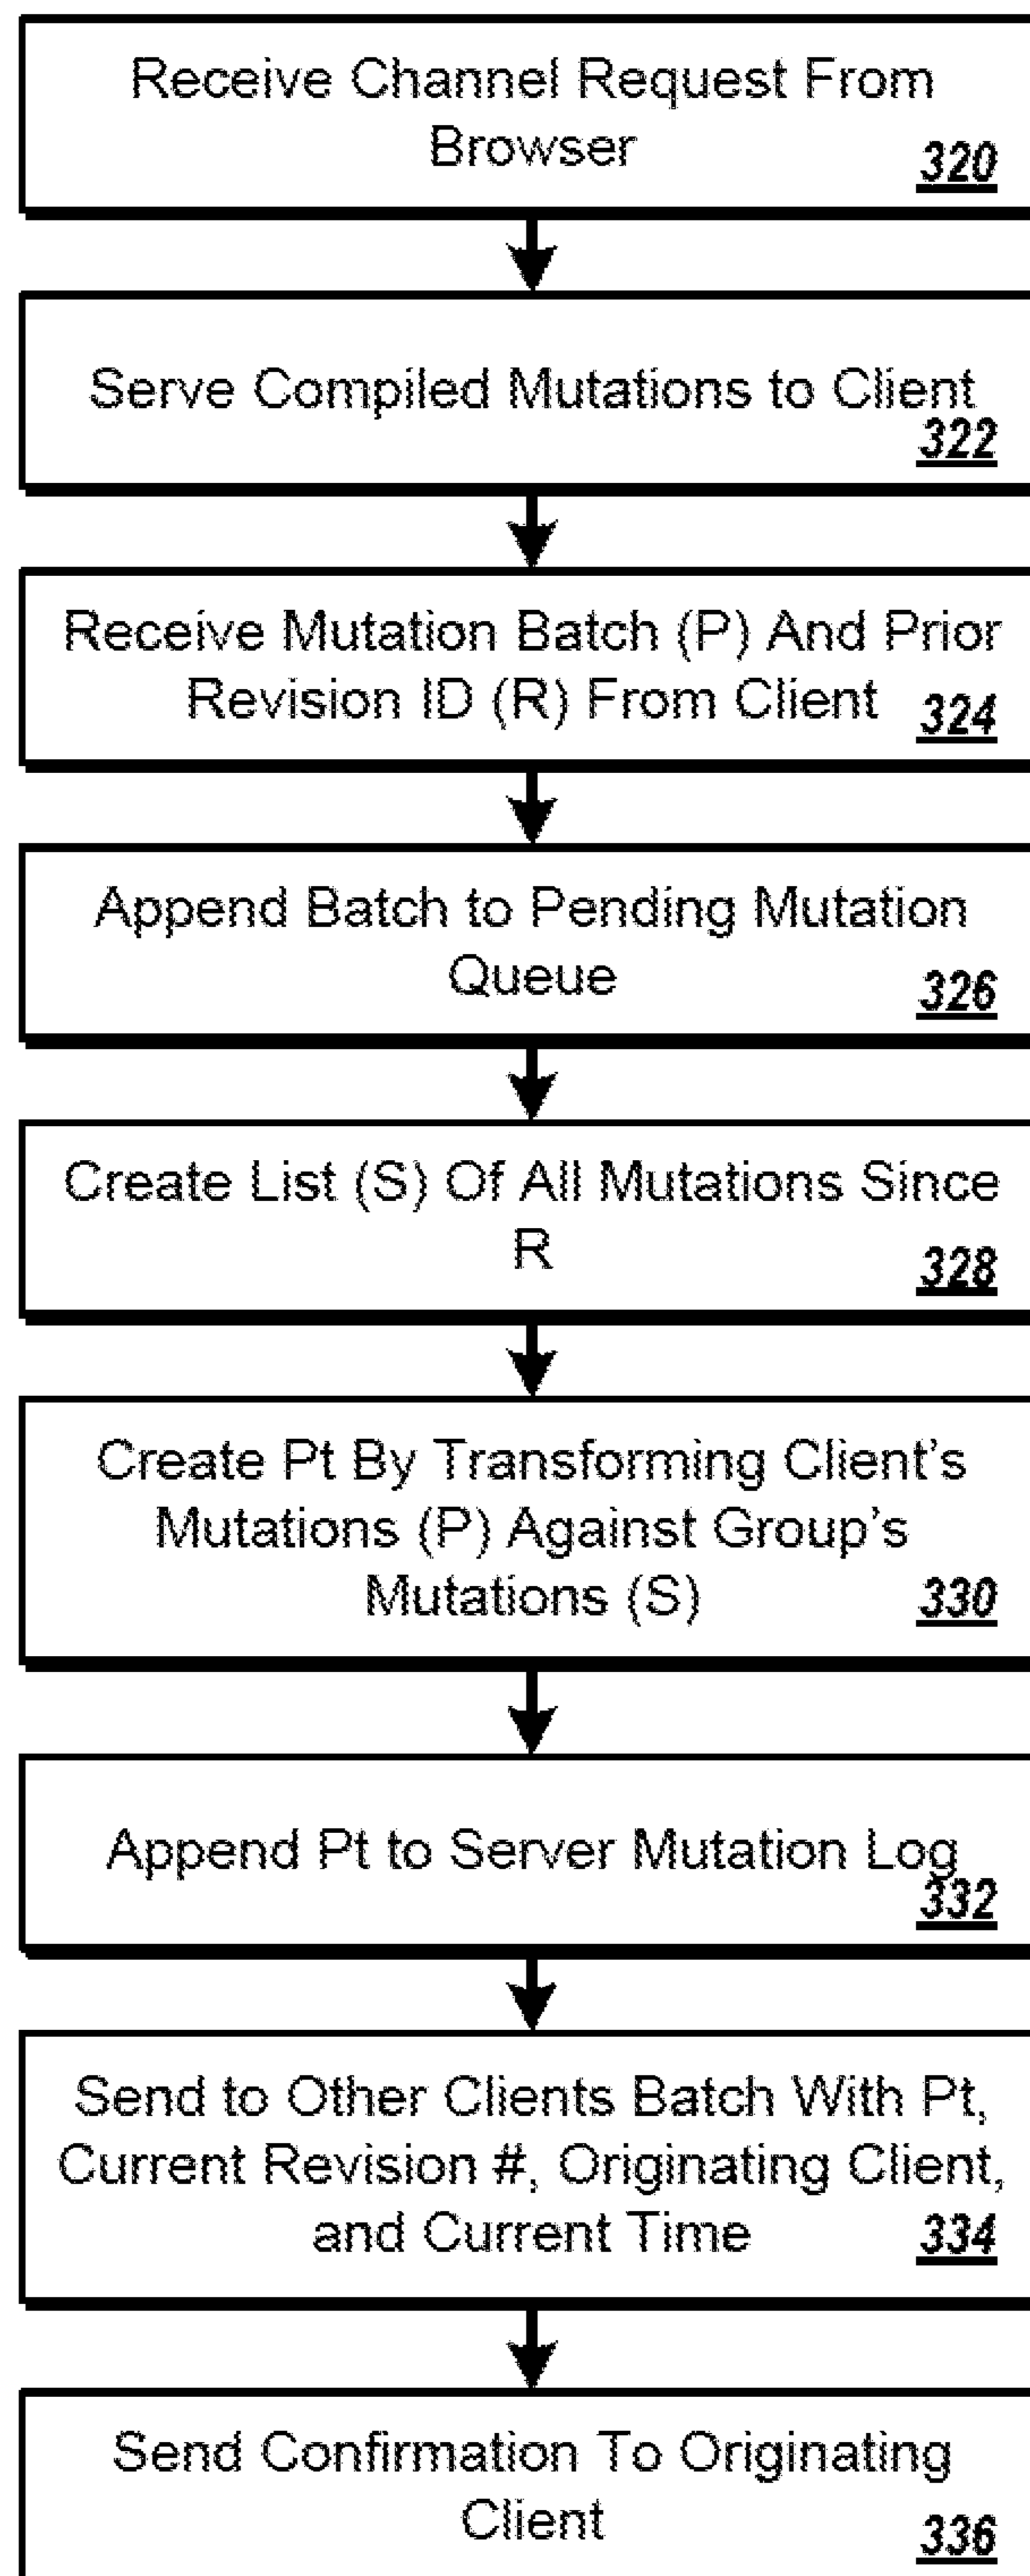 Receive Channel Request From
Browser
320
Serve Compiled Mutations to Client
322
Receive Mutation Batch (P) And Prior
Revision ID (R) From Client
324
Append Batch to Pending Mutation
Queue
326
Create List (S) Of All Mutations Since
R
328
Create Pt By Transforming Client's
Mutations (P) Against Group's
Mutations (S)
330
Append Pt to Server Mutation Log
332
Send to Other Clients Batch With Pt,
Current Revision #, Originating Client,
and Current Time
334
Send Confirmation To Originating
Client
336